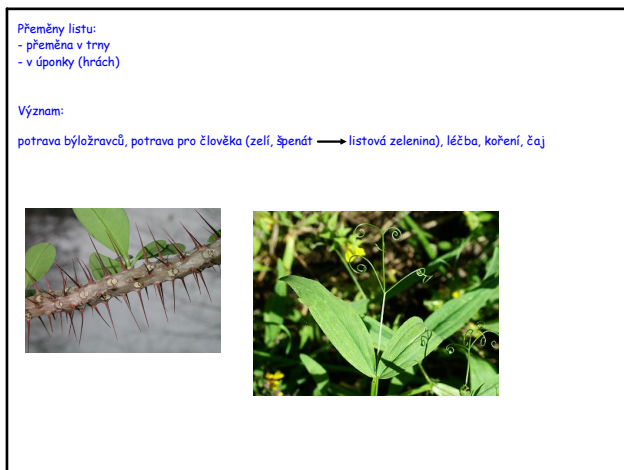 Přeměny listu:
- přeměna v trny
- v úponky (hrách)
Význam:
potrava býložravců, potrava pro člověka (zelí, špenát → listová zelenina), léčba, koření, čaj